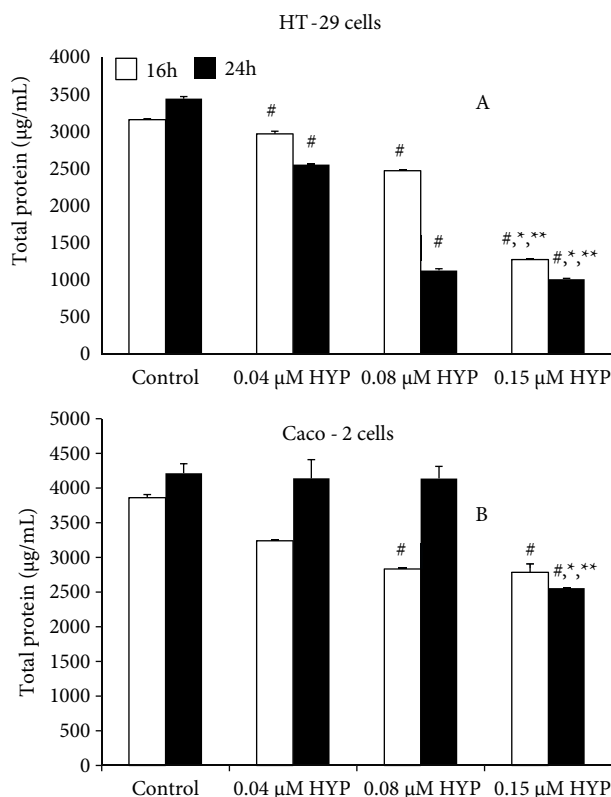 HT - 29 cells
4000
16h
24h
3500
A
3000
2500
2000
1500
1000
500
0
Total protein (µg/mL)
#
#
#
#
#,*,**
#,*,**
Control
0.04 µM HYP
0.08 µM HYP
0.15 µM HYP
5000
Caco - 2 cells
4500
4000
B
3500
3000
2500
2000
1500
1000
500
0
Total protein (µg/mL)
#
#
#,*,**
Control
0.04 µM HYP
0.08 µM HYP
0.15 µM HYP